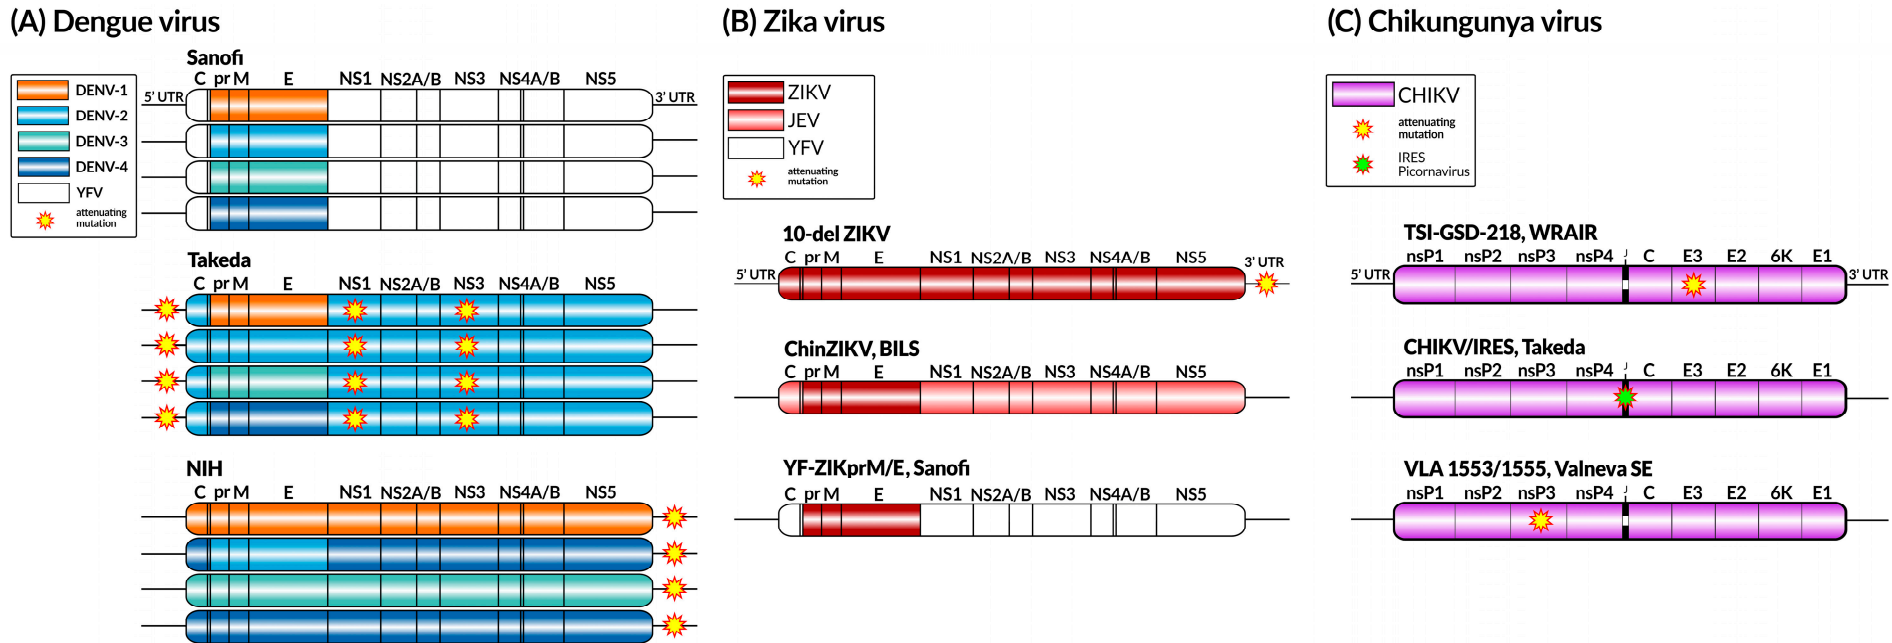 (A) Dengue virus
DENV-1
DENV-2
DENV-3
DENV-4
YFV
attenuating
mutation
Sanofi
C pr M E NS1 NS2A/B NS3 NS4A/B NS5
5' UTR
3' UTR
Takeda
C pr M E NS1 NS2A/B NS3 NS4A/B NS5
NIH
C pr M E NS1 NS2A/B NS3 NS4A/B NS5
(B) Zika virus
ZIKV
JEV
YFV
attenuating
mutation
10-del ZIKV
C pr M E NS1 NS2A/B NS3 NS4A/B NS5
5' UTR
3' UTR
ChinZIKV, BILS
C pr M E NS1 NS2A/B NS3 NS4A/B NS5
YF-ZIKprM/E, Sanofi
C pr M E NS1 NS2A/B NS3 NS4A/B NS5
(C) Chikungunya virus
CHIKV
attenuating
mutation
IRES
Picornavirus
TSI-GSD-218, WRAIR
nsP1 nsP2 nsP3 nsP4 J C E3 E2 6K E1
5' UTR
3' UTR
CHIKV/IRES, Takeda
nsP1 nsP2 nsP3 nsP4 J C E3 E2 6K E1
VLA 1553/1555, Valneva SE
nsP1 nsP2 nsP3 nsP4 J C E3 E2 6K E1